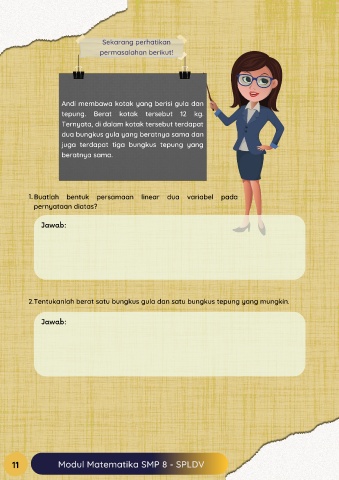 Sekarang perhatikan
permasalahan berikut!
Andi membawa kotak yang berisi gula dan
tepung. Berat kotak tersebut 12 kg.
Ternyata, di dalam kotak tersebut terdapat
dua bungkus gula yang beratnya sama dan
juga terdapat tiga bungkus tepung yang
beratnya sama.
1. Buatlah bentuk persamaan linear dua variabel pada
pernyataan diatas?
Jawab:
2.Tentukanlah berat satu bungkus gula dan satu bungkus tepung yang mungkin.
Jawab:
11 Modul Matematika SMP 8 - SPLDV